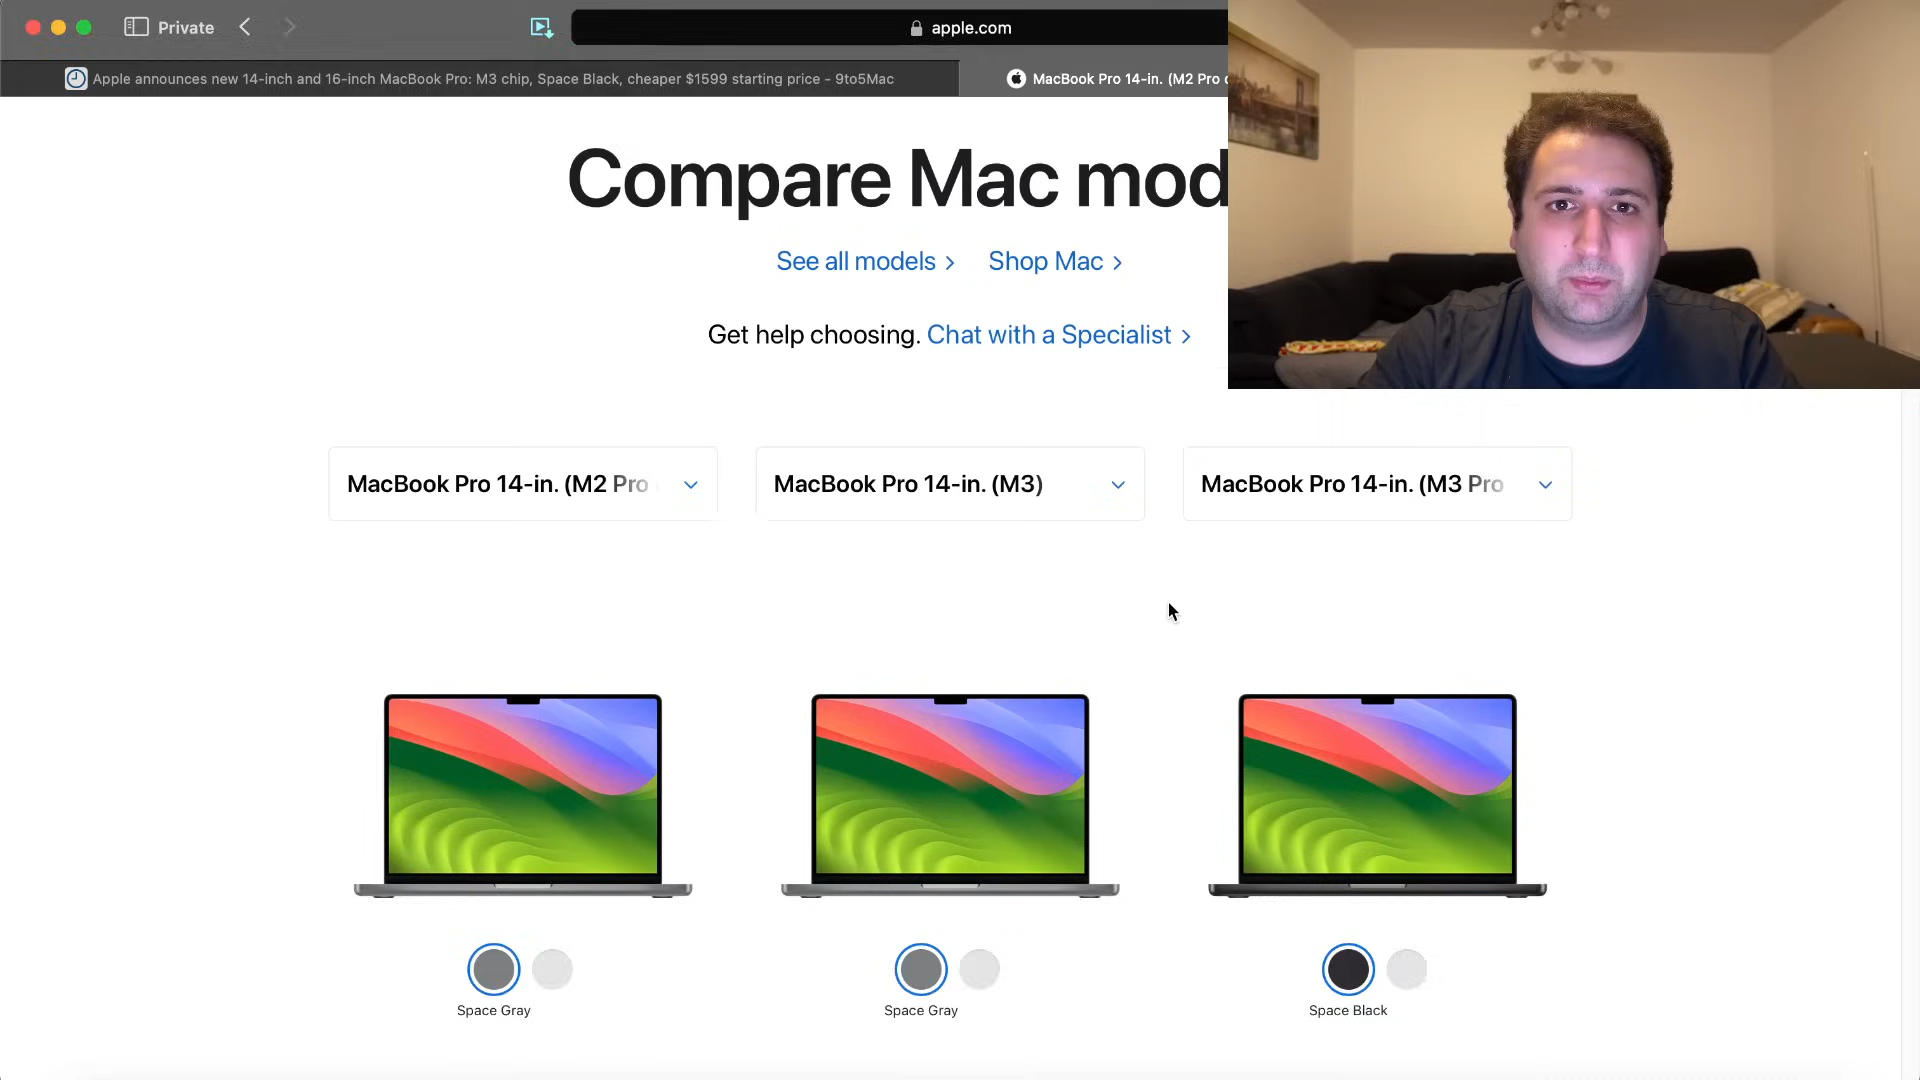 Private
apple.com
Apple announces new 14-inch and 16-inch MacBook Pro: M3 chip, Space Black, cheaper $1599 starting price - 9to5Mac
MacBook Pro 14-in. (M2 Pro
Compare Mac mod
See all models
Shop Mac
Get help choosing. Chat with a Specialist
MacBook Pro 14-in. (M2 Pro
MacBook Pro 14-in. (M3)
MacBook Pro 14-in. (M3 Pro
Space Gray
Space Gray
Space Black